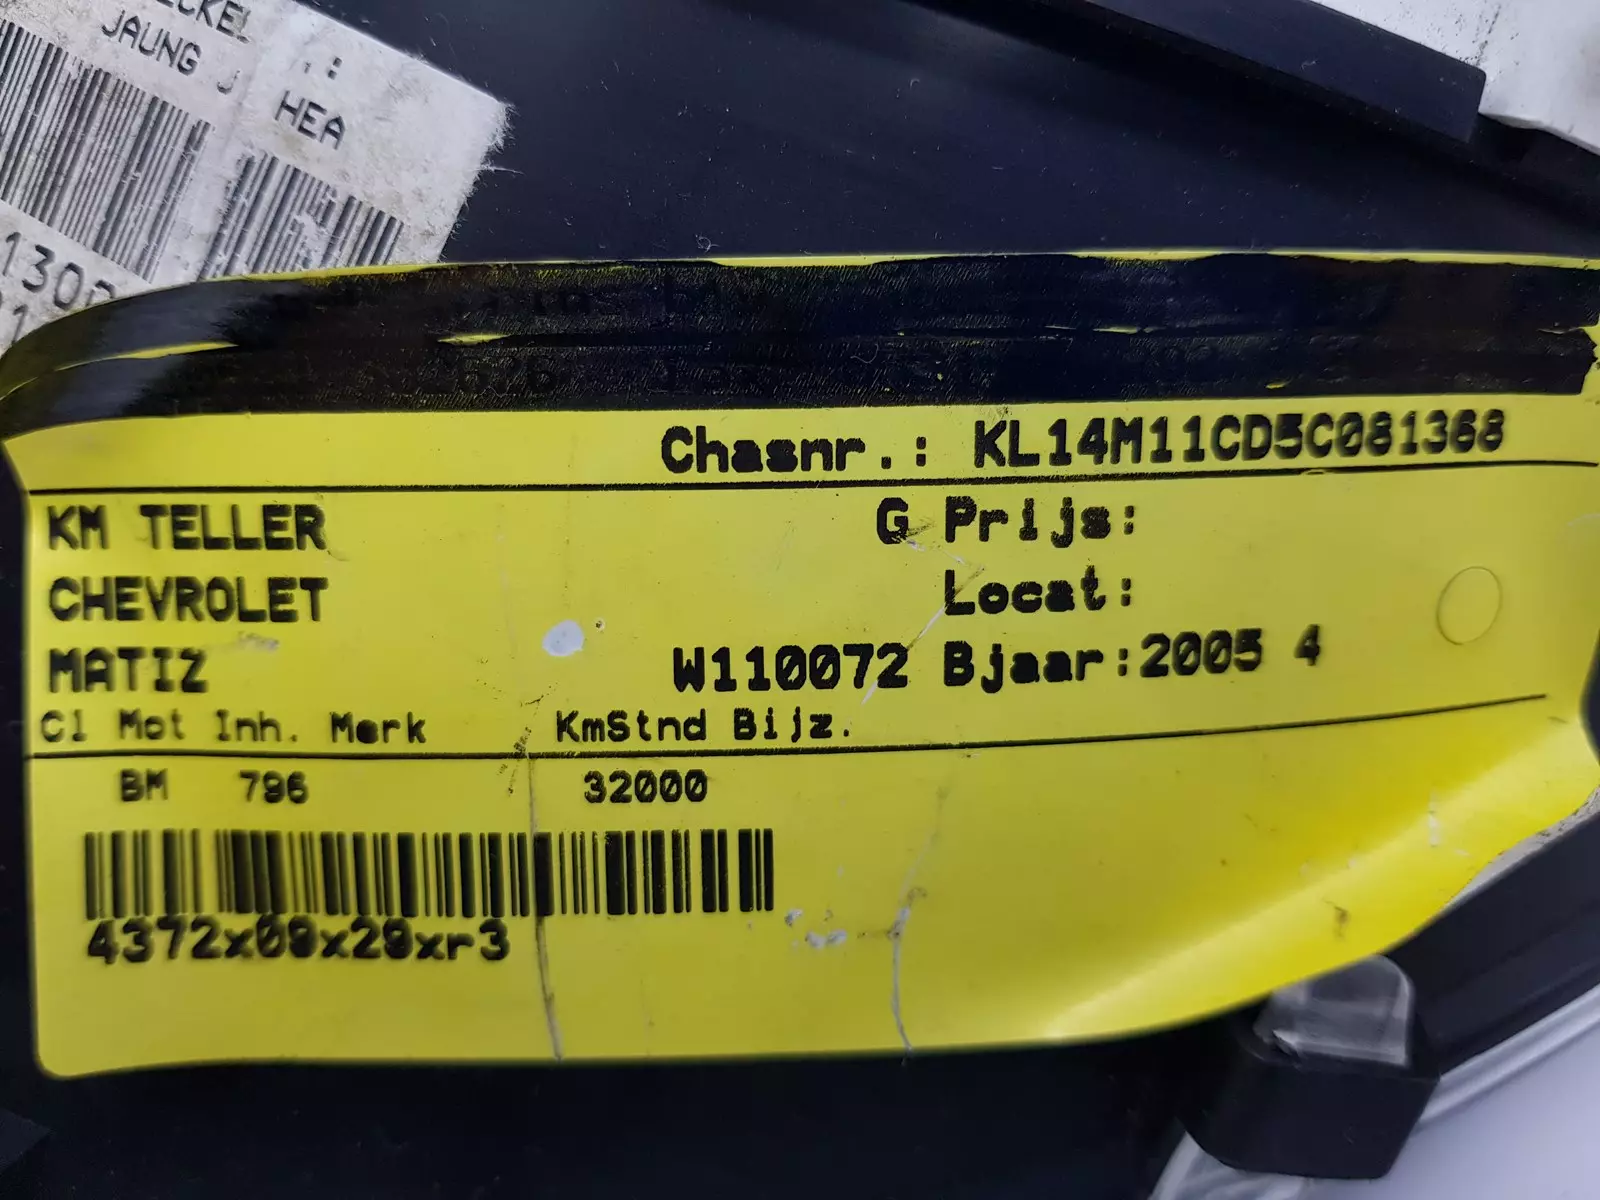 JAUNG J
HEA
Chasnr.: KL14M11CD5C081368
KM TELLER G Prijs:
CHEVROLET Locat:
MATIZ W110072 Bjaar:2005 4
Cl Mot Inh. Merk KmStnd Bijz.
BM 796 32000
4372x09x29xr3